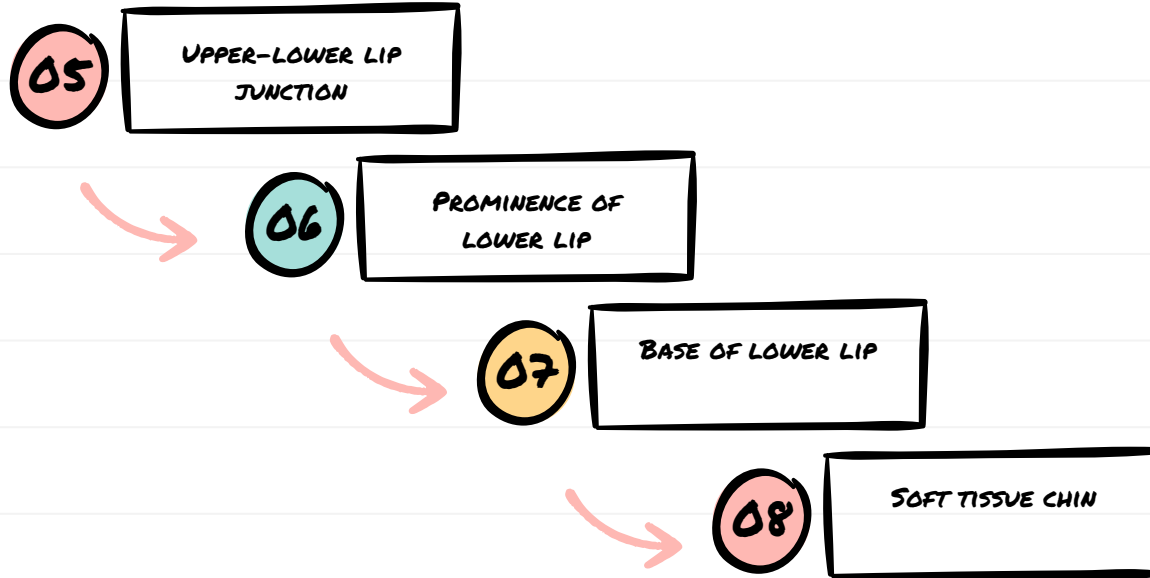 05
Upper-lower lip
junction
06
Prominence of
lower lip
07
Base of lower lip
08
Soft tissue chin